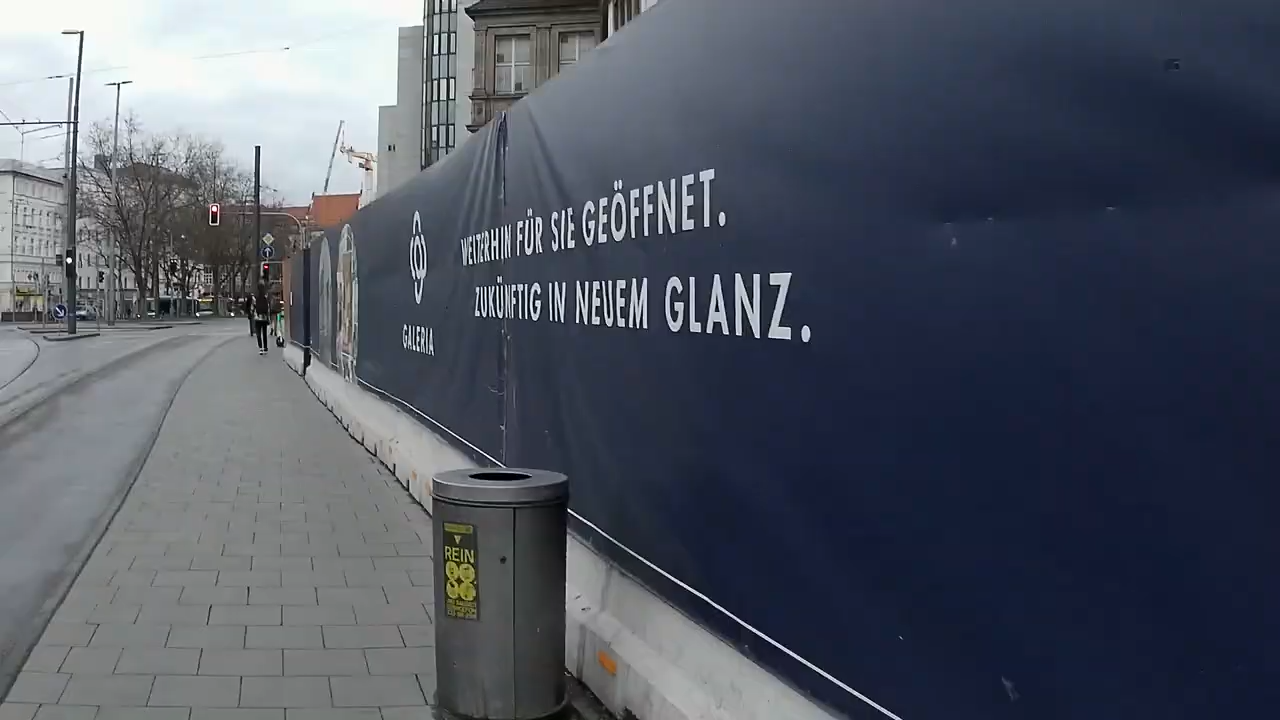 WEITERHIN FÜR SIE GEÖFFNET.
ZUKÜNFTIG IN NEUEM GLANZ.
GALERIA
REIN